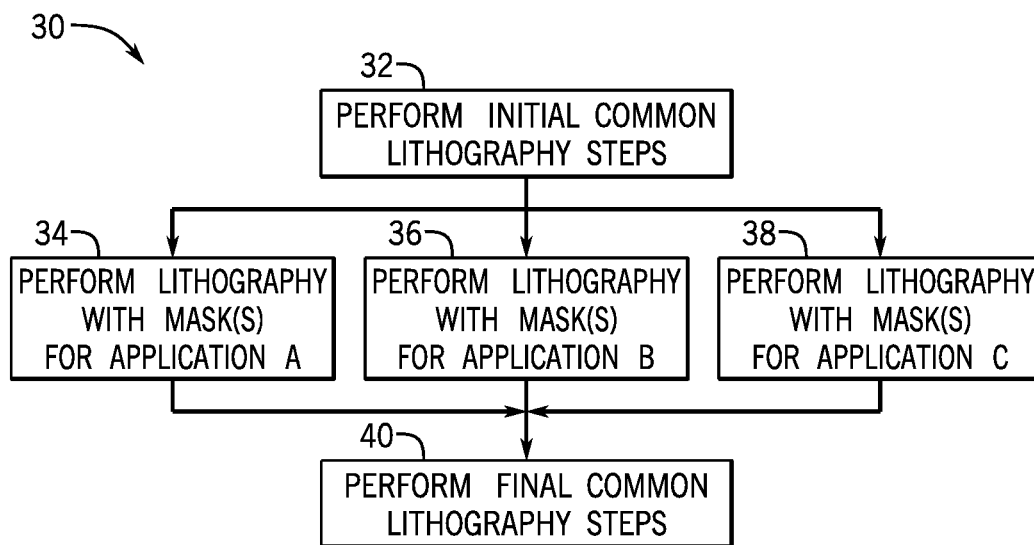 30
32
PERFORM INITIAL COMMON
LITHOGRAPHY STEPS
34
PERFORM LITHOGRAPHY
WITH MASK(S)
FOR APPLICATION A
36
PERFORM LITHOGRAPHY
WITH MASK(S)
FOR APPLICATION B
38
PERFORM LITHOGRAPHY
WITH MASK(S)
FOR APPLICATION C
40
PERFORM FINAL COMMON
LITHOGRAPHY STEPS